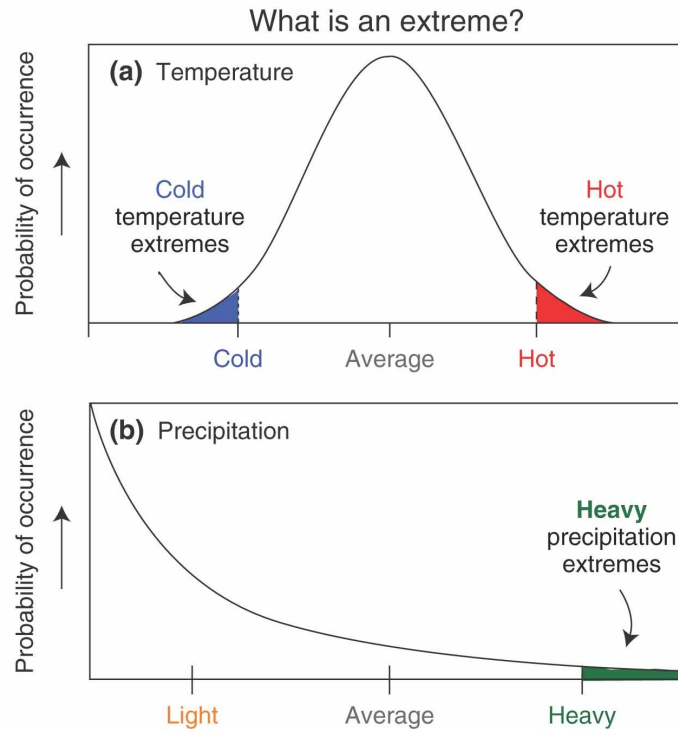 What is an extreme?
(a) Temperature
Probability of occurrence
Cold
temperature
extremes
Hot
temperature
extremes
Cold
Average
Hot
(b) Precipitation
Probability of occurrence
Heavy
precipitation
extremes
Light
Average
Heavy